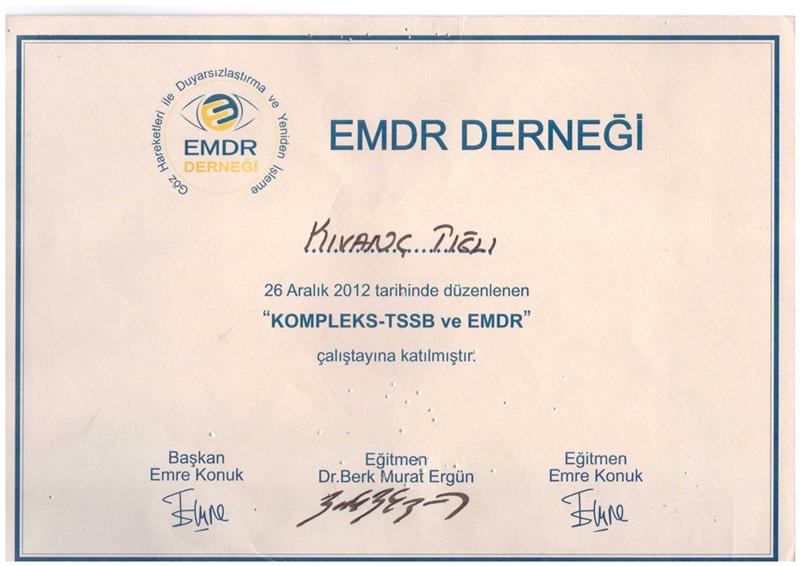 Göz Hareketleri ile Duyarsızlaştırma ve Yeniden İşleme
EMDR
DERNEĞİ
EMDR DERNEĞİ
KIVANÇ TIĞLI
26 Aralık 2012 tarihinde düzenlenen
“KOMPLEKS-TSSB ve EMDR”
çalıştayına katılmıştır.
Başkan
Emre Konuk
Eğitmen
Dr.Berk Murat Ergün
Eğitmen
Emre Konuk